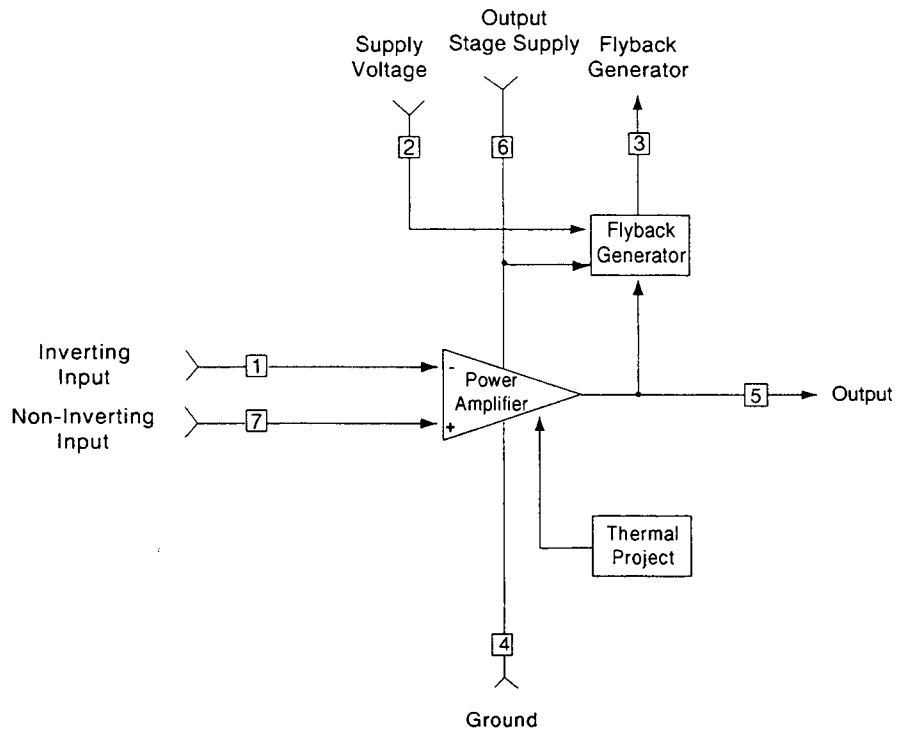 Output
Stage Supply
Supply
Voltage
Flyback
Generator
2
6
3
Flyback
Generator
Inverting
Input
1
-
Power
Amplifier
Non-Inverting
Input
7
+
5
Output
Thermal
Project
4
Ground